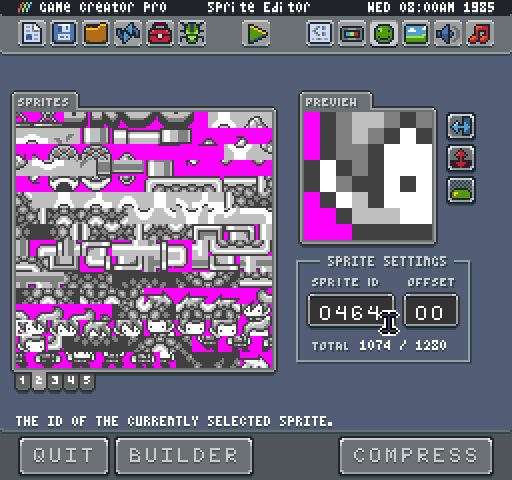 GAME CREATOR PRO SPRITE EDITOR WED 08:00AM 1985
SPRITES
PREVIEW
SPRITE SETTINGS
SPRITE ID OFFSET
0464 00
TOTAL 1074 / 1280
1 2 3 4 5
THE ID OF THE CURRENTLY SELECTED SPRITE.
QUIT BUILDER COMPRESS